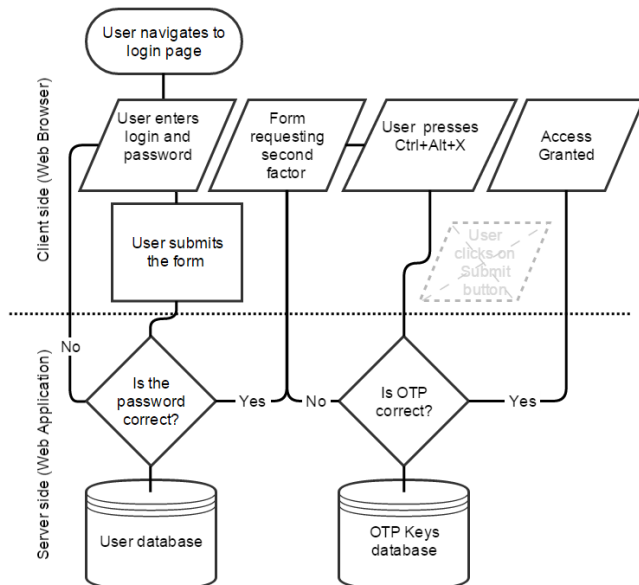 User navigates to
login page
Client side (Web Browser)
User enters
login and
password
Form
requesting
second
factor
User presses
Ctrl+Alt+X
Access
Granted
User submits
the form
User
clicks on
Submit
button
No
Is the
password
correct?
Yes
No
Is OTP
correct?
Yes
Server side (Web Application)
User database
OTP Keys
database